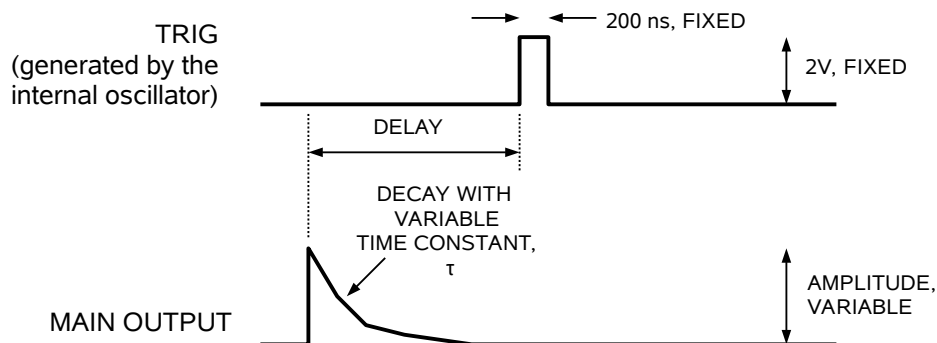 TRIG
(generated by the
internal oscillator)
200 ns, FIXED
2V, FIXED
DELAY
DECAY WITH
VARIABLE
TIME CONSTANT,
τ
MAIN OUTPUT
AMPLITUDE,
VARIABLE